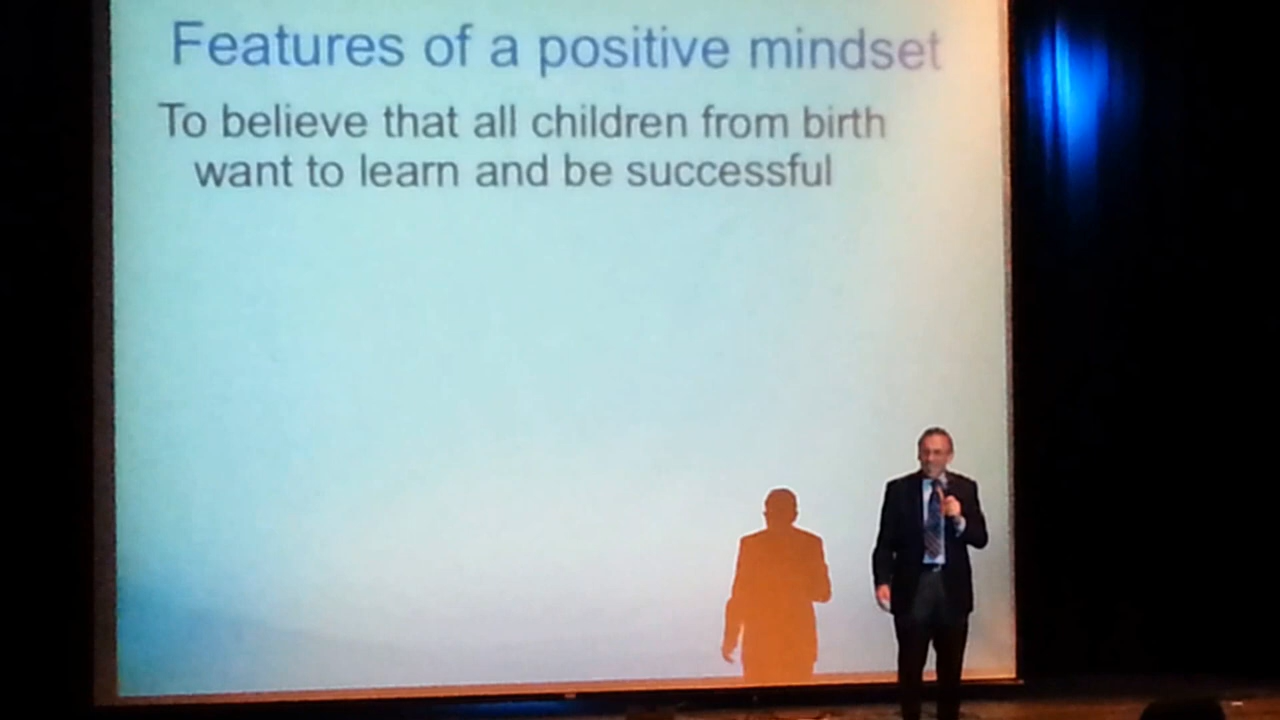 Features of a positive mindset
To believe that all children from birth
want to learn and be successful